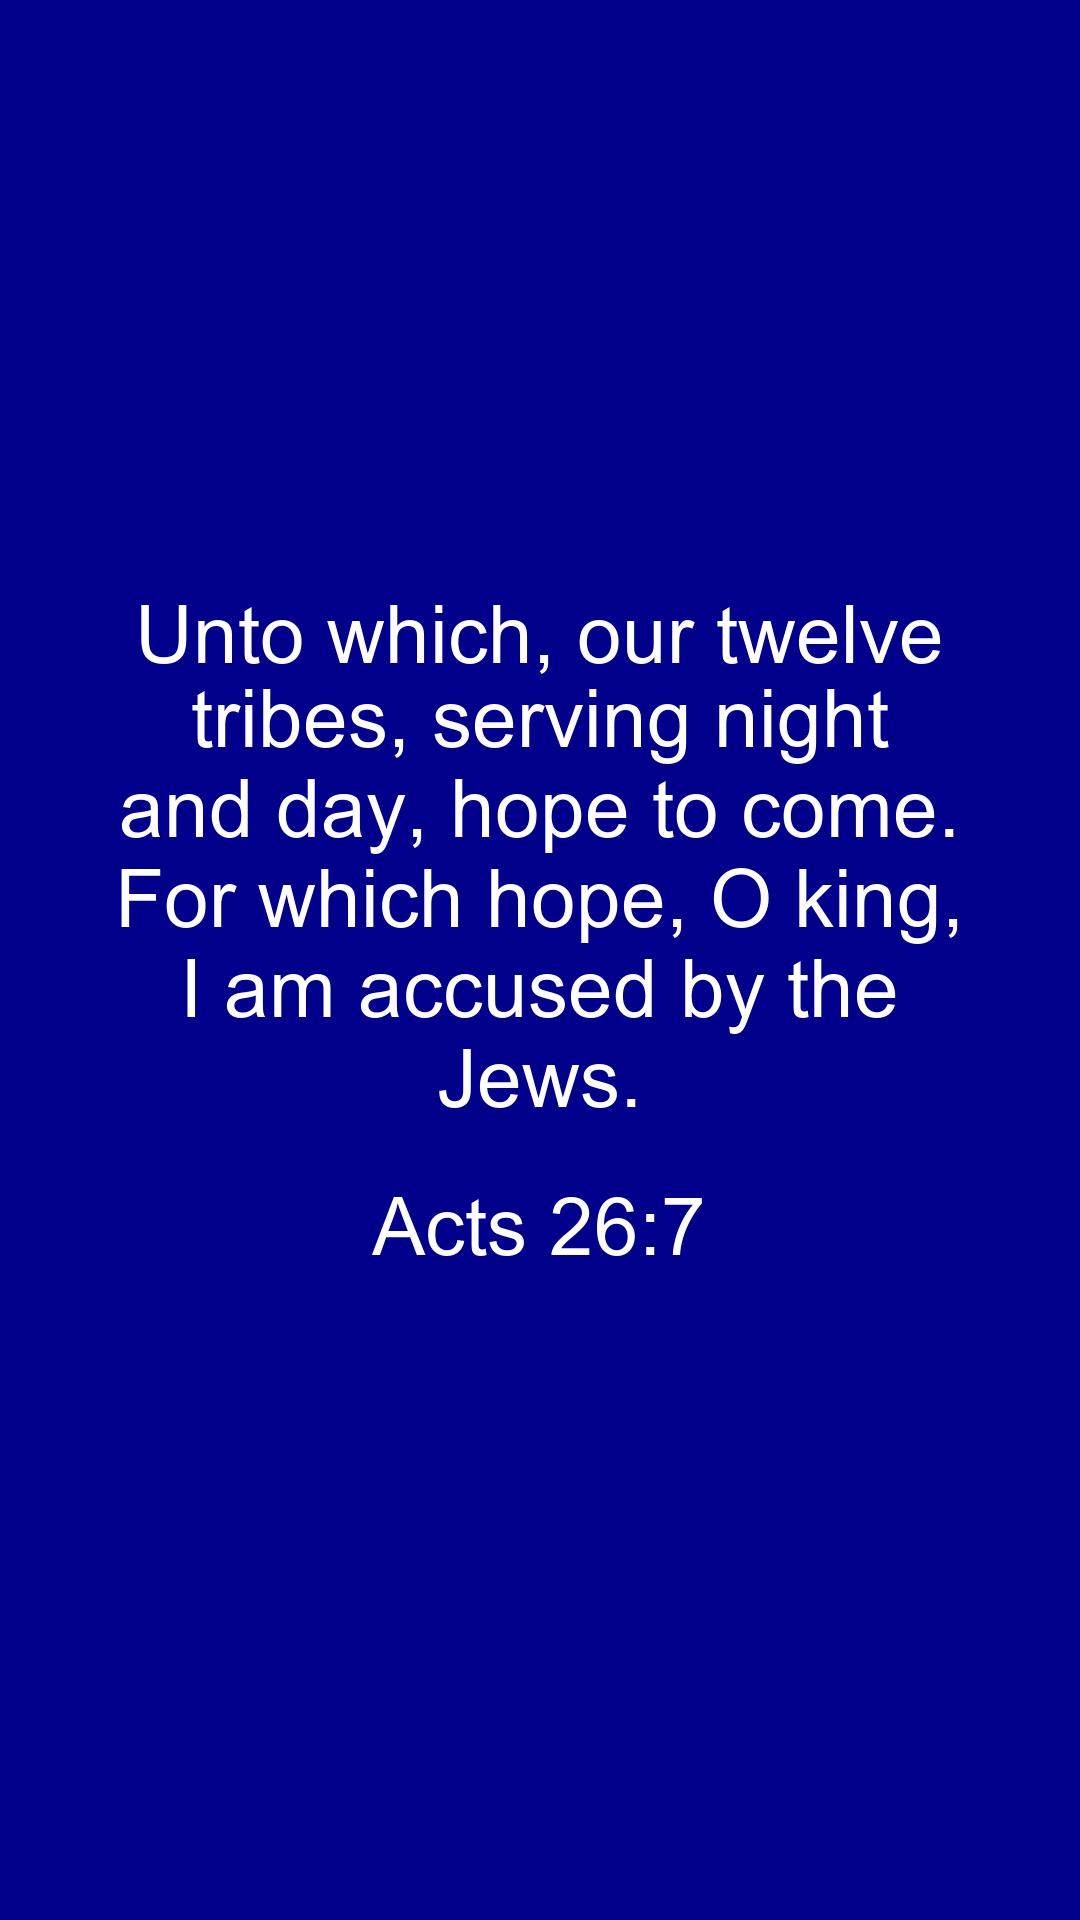 Unto which, our twelve
tribes, serving night
and day, hope to come.
For which hope, O king,
I am accused by the
Jews.
Acts 26:7